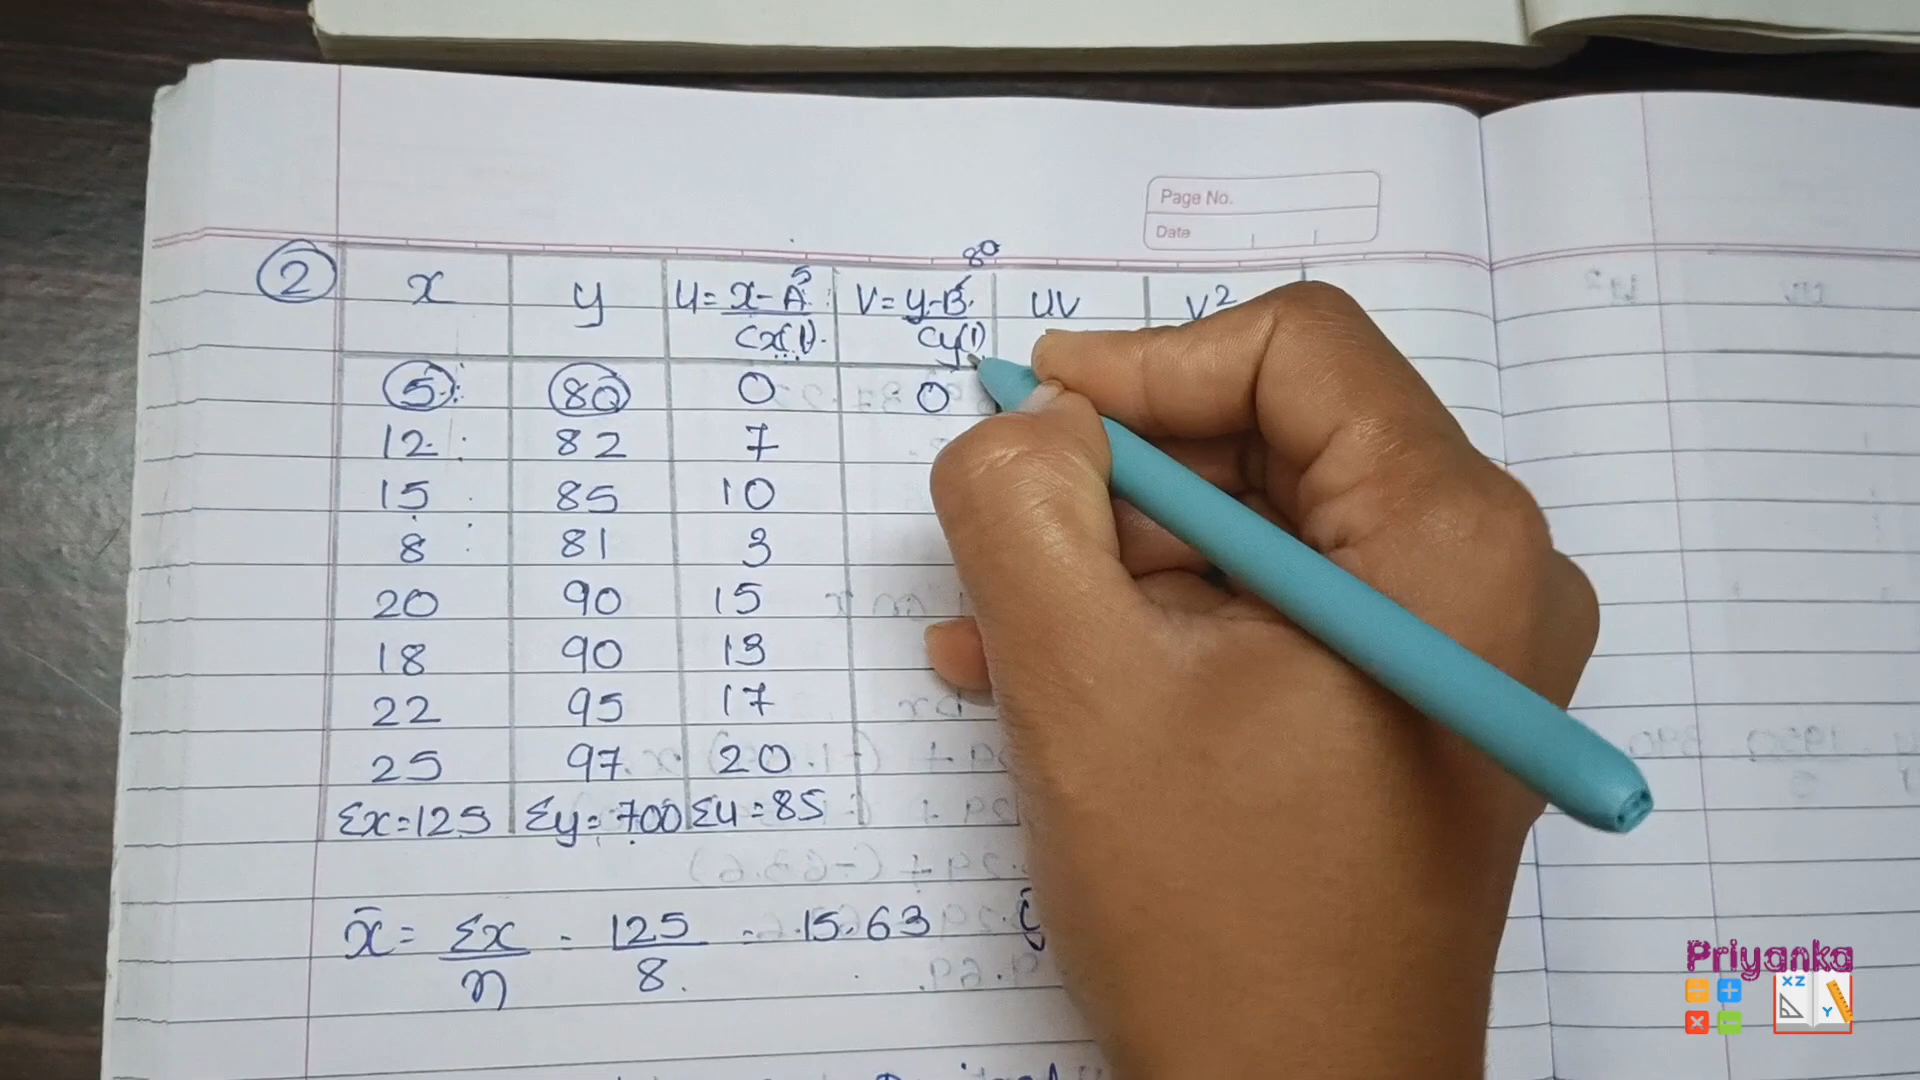 Page No.
Date
80
2 x y u = x - A 5 / Cx(1) v = y - B / Cy(1) uv v²
5 80 0 0
12 82 7
15 85 10
8 81 3
20 90 15
18 90 13
22 95 17
25 97 20
Σx = 125 Σy = 700 Σu = 85
x̄ = Σx / n = 125 / 8 = 15.63
Priyanka
XZ
Y